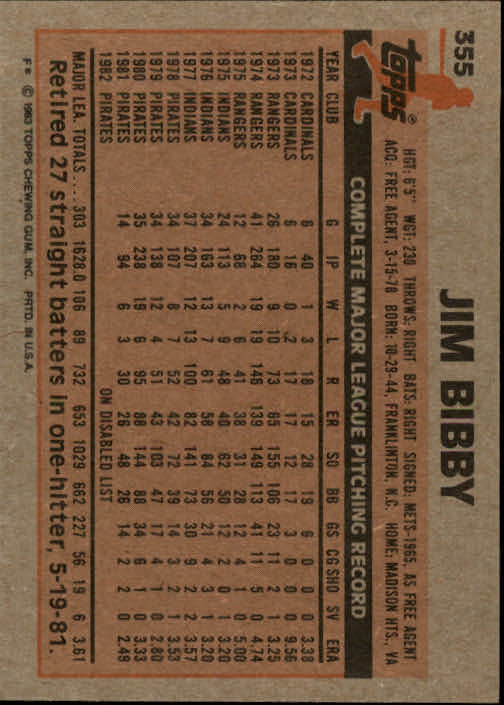 355
JIM BIBBY
topps®
HGT: 6'5" WGT: 239 THROWS: RIGHT BATS: RIGHT SIGNED: METS-1965, AS FREE AGENT
ACQ: FREE AGENT, 3-15-78 BORN: 10-29-44, FRANKLINTON, N.C. HOME: MADISON HTS., VA
COMPLETE MAJOR LEAGUE PITCHING RECORD
YEAR CLUB G IP W L R ER SO BB GS CG SHO SV ERA
1972 CARDINALS 6 40 1 3 18 15 28 19 6 0 0 0 3.38
1973 CARDINALS 6 16 0 2 17 17 12 17 3 0 0 0 9.56
1973 RANGERS 26 180 9 10 73 65 155 106 23 11 2 1 3.25
1974 RANGERS 41 264 19 19 146 139 149 113 41 11 5 0 4.74
1975 RANGERS 12 68 2 6 41 38 31 28 12 4 1 0 5.00
1975 INDIANS 24 113 5 9 48 40 62 50 12 2 0 1 3.20
1976 INDIANS 34 163 13 7 61 58 84 56 21 4 3 1 3.20
1977 INDIANS 37 207 12 13 100 82 141 73 30 9 2 2 3.57
1978 PIRATES 34 107 8 7 52 42 72 39 14 3 2 1 3.53
1979 PIRATES 34 138 12 4 51 43 103 47 17 4 1 0 2.80
1980 PIRATES 35 238 19 6 95 88 144 88 34 6 1 0 3.33
1981 PIRATES 14 94 6 3 30 26 48 26 14 2 2 0 2.49
1982 PIRATES ON DISABLED LIST
MAJOR LEA. TOTALS... 303 1628.0 106 89 732 653 1029 662 227 56 19 6 3.61
Retired 27 straight batters in one-hitter, 5-19-81.
F* © 1983 TOPPS CHEWING GUM, INC. PRTD. IN U.S.A.